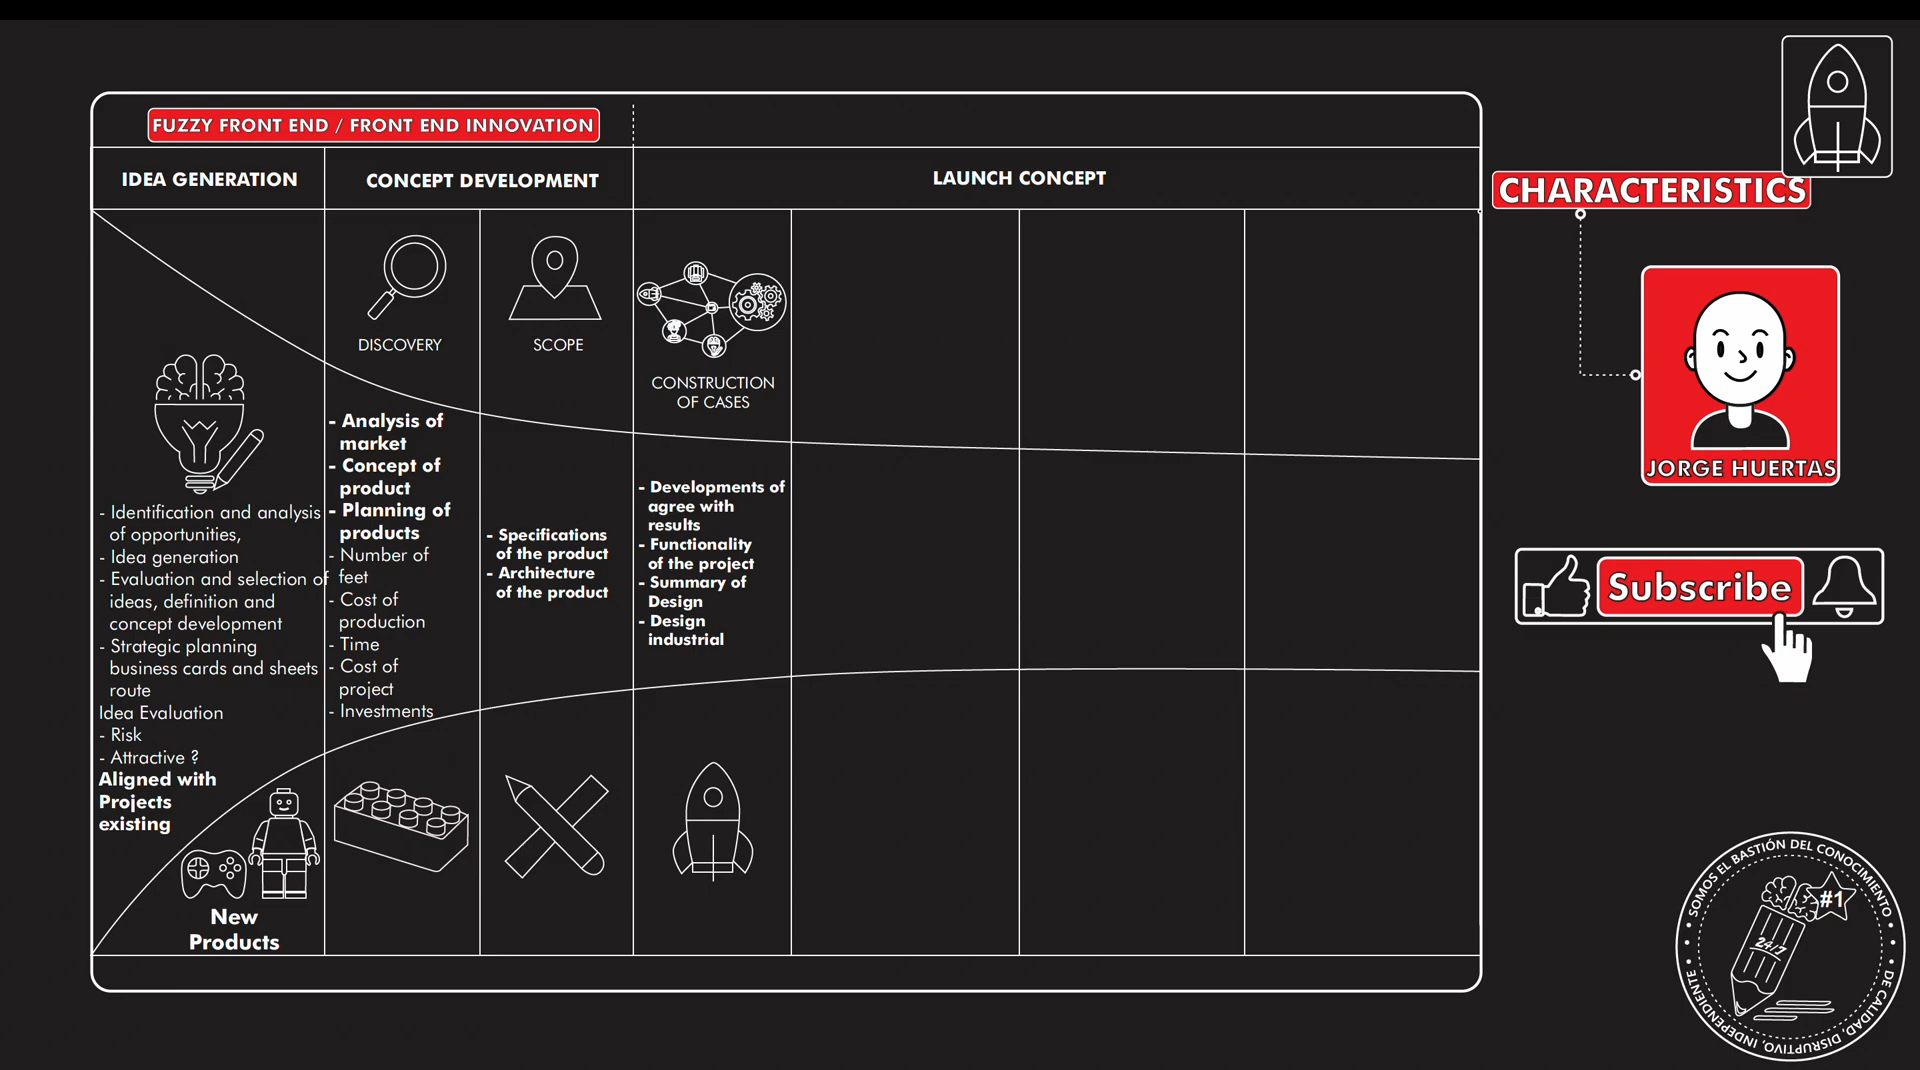 FUZZY FRONT END / FRONT END INNOVATION
IDEA GENERATION
CONCEPT DEVELOPMENT
LAUNCH CONCEPT
CHARACTERISTICS
DISCOVERY
SCOPE
CONSTRUCTION
OF CASES
- Identification and analysis
of opportunities,
- Idea generation
- Evaluation and selection of
ideas, definition and
concept development
- Strategic planning
business cards and sheets
route
Idea Evaluation
- Risk
- Attractive ?
Aligned with
Projects
existing
New
Products
- Analysis of
market
- Concept of
product
- Planning of
products
- Number of
feet
- Cost of
production
- Time
- Cost of
project
- Investments
- Specifications
of the product
- Architecture
of the product
- Developments of
agree with
results
- Functionality
of the project
- Summary of
Design
- Design
industrial
JORGE HUERTAS
Subscribe
SOMOS EL BASTIÓN DEL CONOCIMIENTO
DE CALIDAD, DISRUPTIVO, INDEPENDIENTE
#1
24/7